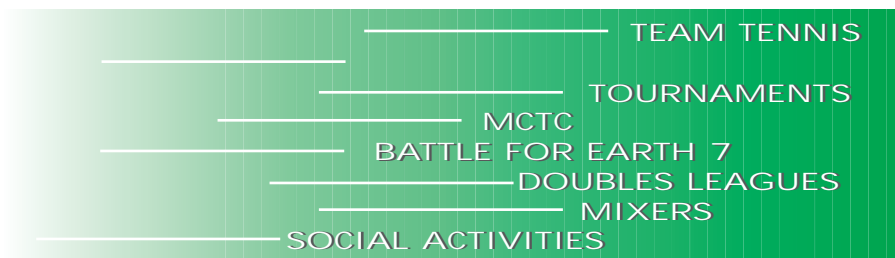 TEAM TENNIS
TOURNAMENTS
MCTC
BATTLE FOR EARTH 7
DOUBLES LEAGUES
MIXERS
SOCIAL ACTIVITIES